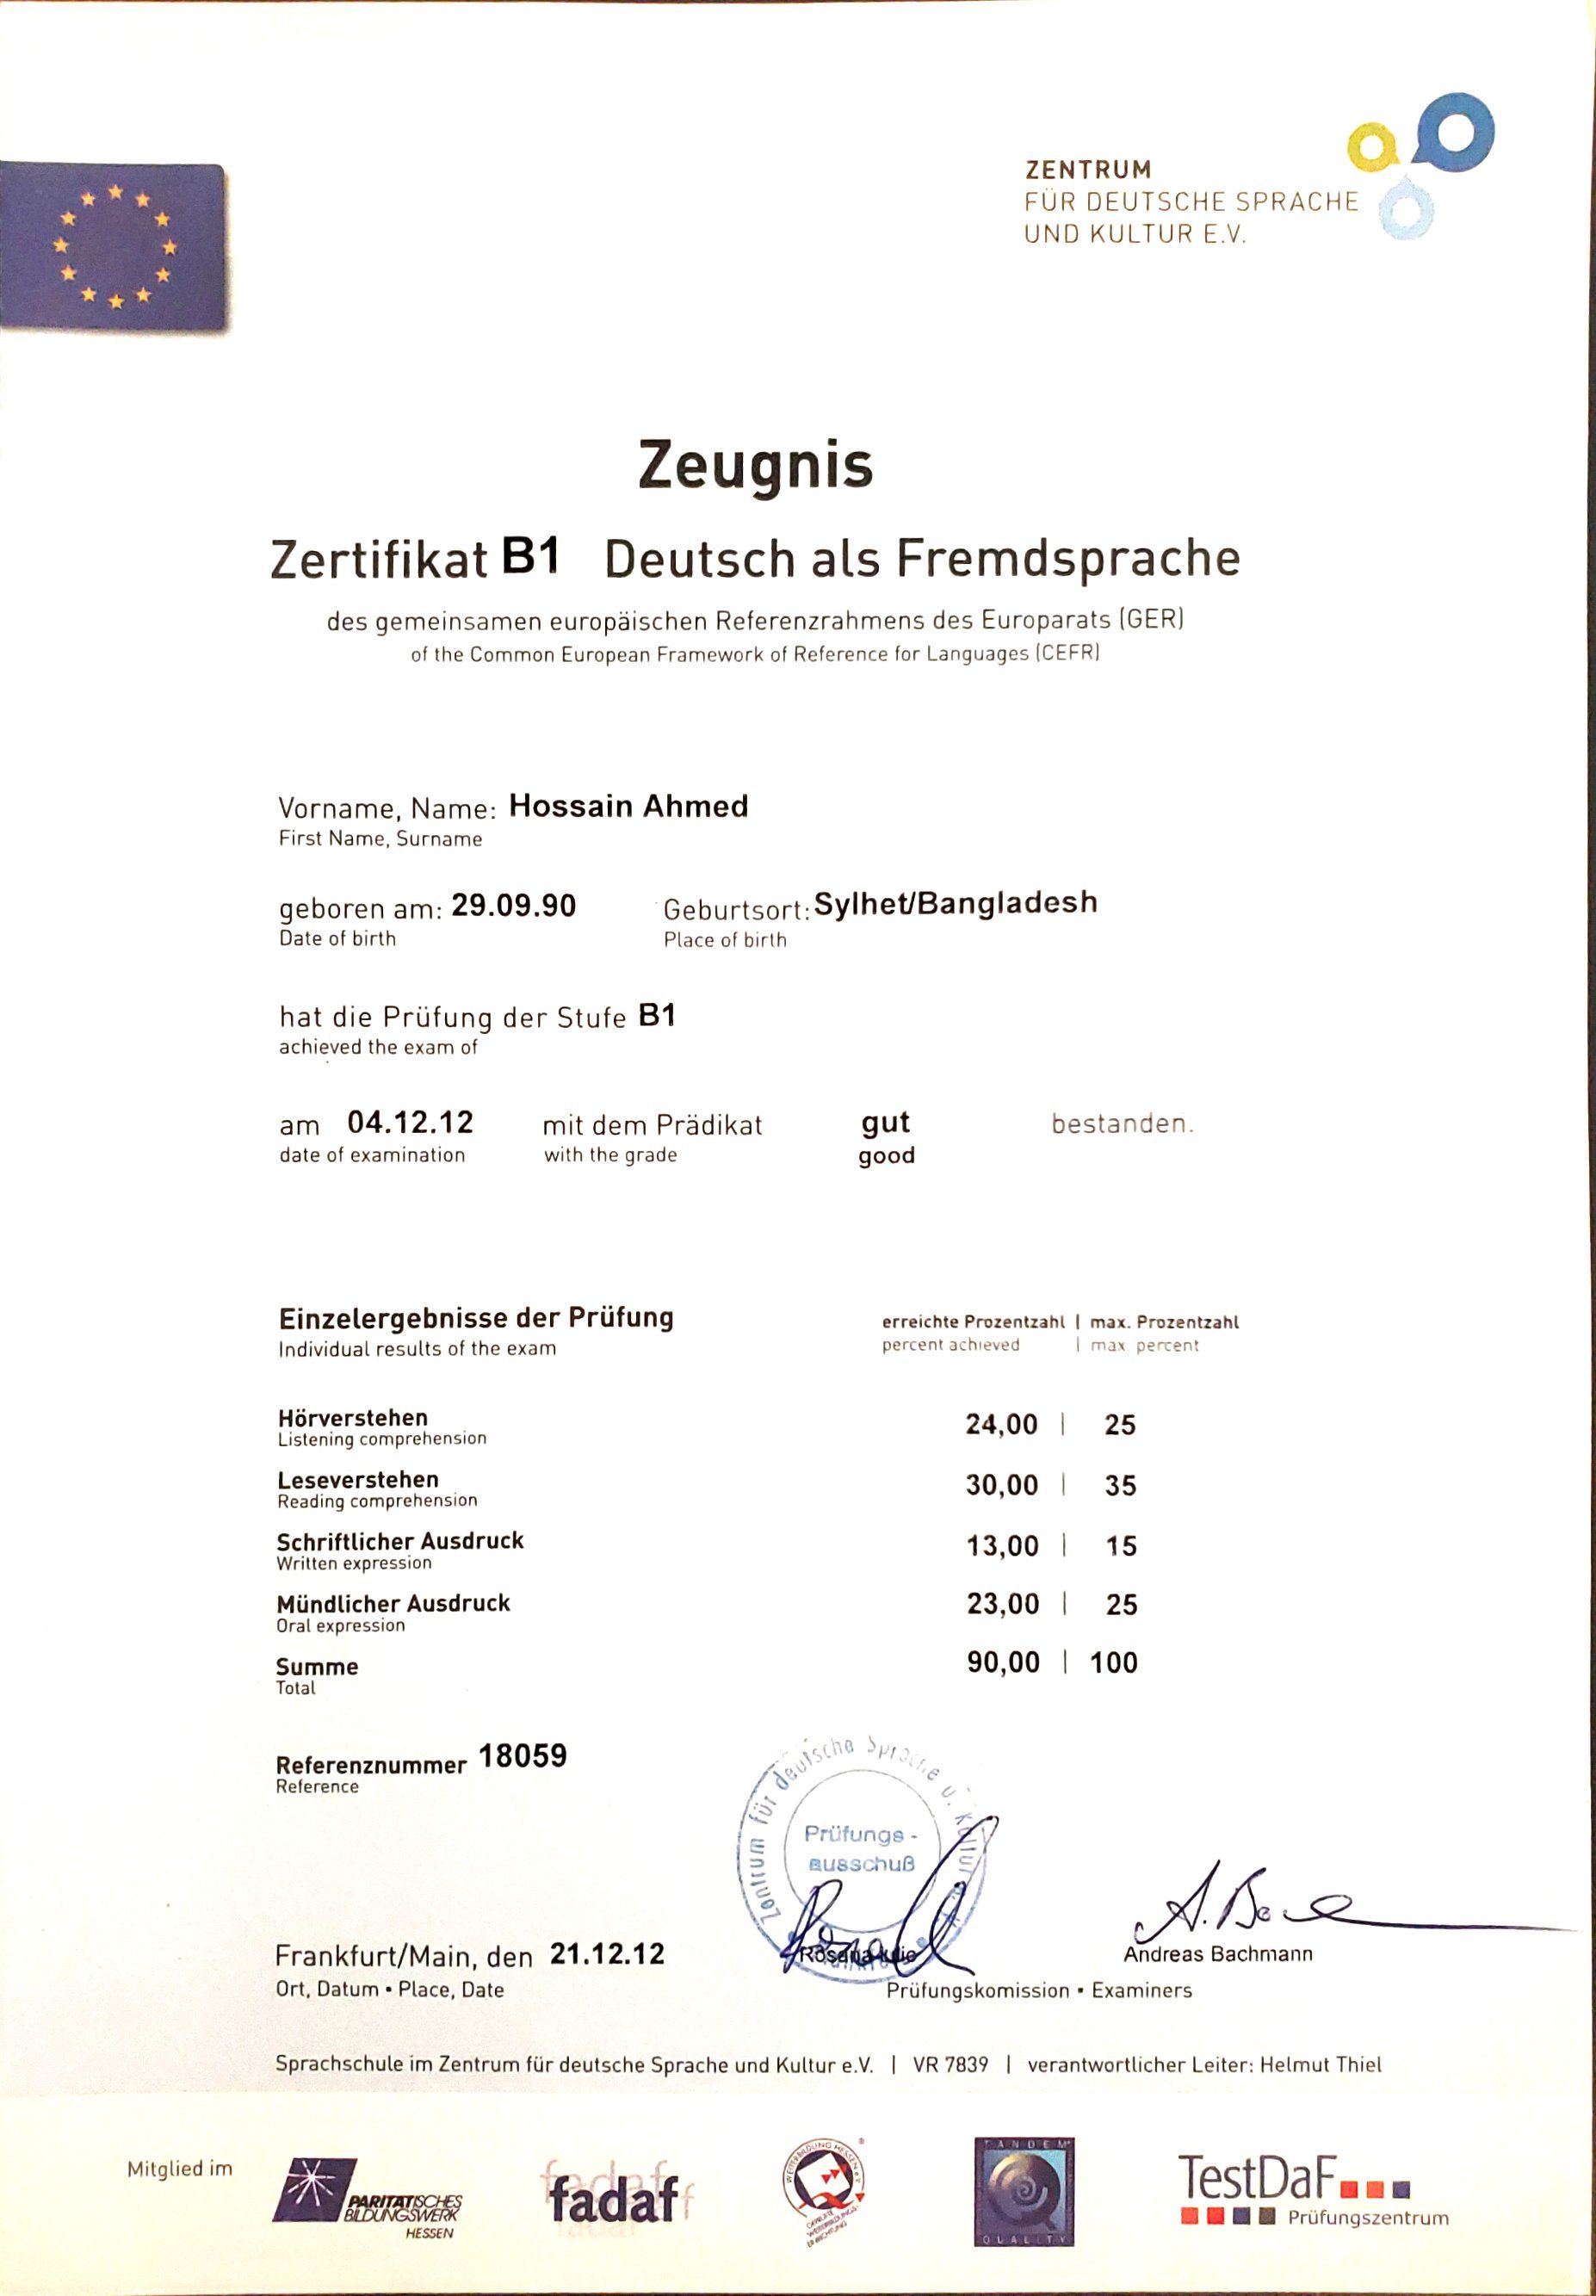 ZENTRUM
FÜR DEUTSCHE SPRACHE
UND KULTUR E.V.
Zeugnis
Zertifikat B1 Deutsch als Fremdsprache
des gemeinsamen europäischen Referenzrahmens des Europarats (GER)
of the Common European Framework of Reference for Languages (CEFR)
Vorname, Name: Hossain Ahmed
First Name, Surname
geboren am: 29.09.90 Geburtsort: Sylhet/Bangladesh
Date of birth Place of birth
hat die Prüfung der Stufe B1
achieved the exam of
am 04.12.12 mit dem Prädikat gut bestanden.
date of examination with the grade good
Einzelergebnisse der Prüfung erreichte Prozentzahl | max. Prozentzahl
Individual results of the exam percent achieved | max percent
Hörverstehen 24,00 | 25
Listening comprehension
Leseverstehen 30,00 | 35
Reading comprehension
Schriftlicher Ausdruck 13,00 | 15
Written expression
Mündlicher Ausdruck 23,00 | 25
Oral expression
Summe 90,00 | 100
Total
Referenznummer 18059
Reference
Zentrum für deutsche Sprache u. Kultur
Prüfungs-
ausschuß
A. Ba
Frankfurt/Main, den 21.12.12 Andreas Bachmann
Ort, Datum • Place, Date Prüfungskomission • Examiners
Sprachschule im Zentrum für deutsche Sprache und Kultur e.V. | VR 7839 | verantwortlicher Leiter: Helmut Thiel
Mitglied im
PARITATISCHES
BILDUNGSWERK
HESSEN
fadaf
WEITERBILDUNG HESSEN e.V.
GEPRÜFTE
WEITERBILDUNGS-
EINRICHTUNG
TANDEM
QUALITY
TestDaF
Prüfungszentrum